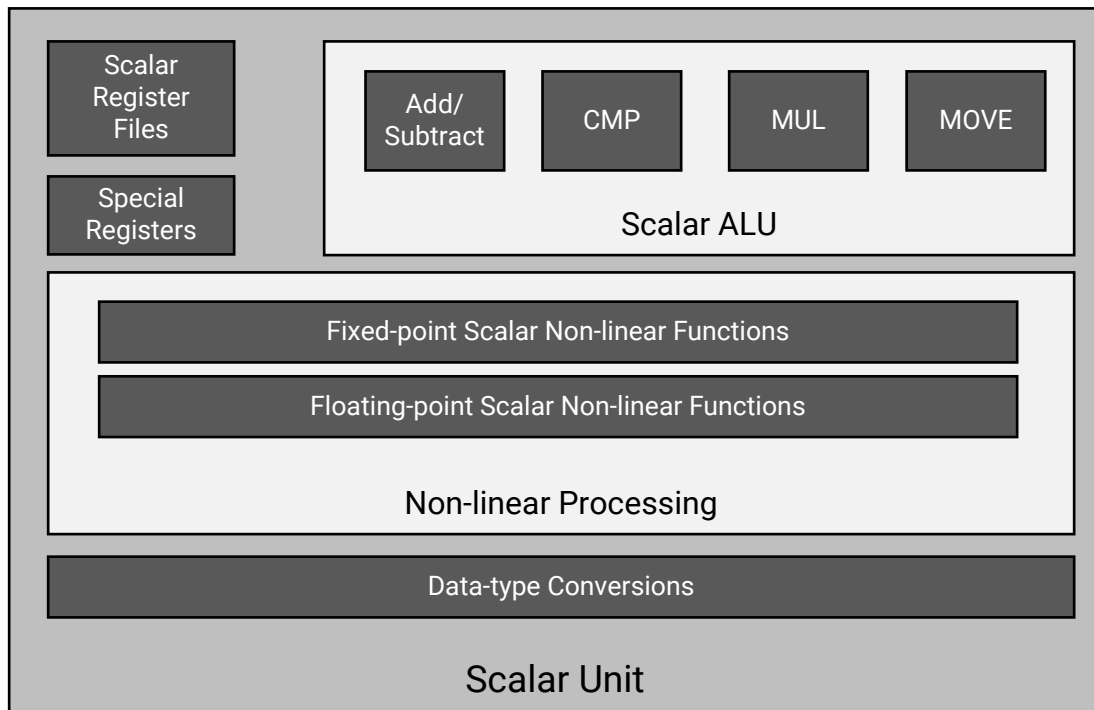 Scalar
Register
Files
Special
Registers
Add/
Subtract
CMP
MUL
MOVE
Scalar ALU
Fixed-point Scalar Non-linear Functions
Floating-point Scalar Non-linear Functions
Non-linear Processing
Data-type Conversions
Scalar Unit